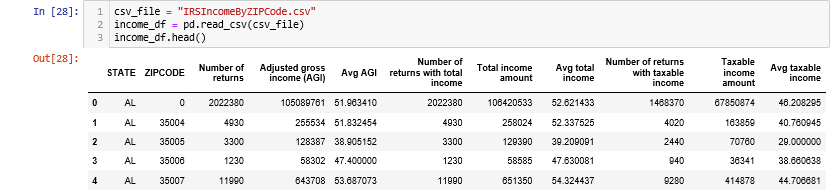 In [28]: 1 csv_file = "IRSIncomeByZIPCode.csv"
2 income_df = pd.read_csv(csv_file)
3 income_df.head()
Out[28]: STATE ZIPCODE Number of returns Adjusted gross income (AGI) Avg AGI Number of returns with total income Total income amount Avg total income Number of returns with taxable income Taxable income amount Avg taxable income
0 AL 0 2022380 105089761 51.963410 2022380 106420533 52.621433 1468370 67850874 46.208295
1 AL 35004 4930 255534 51.832454 4930 258024 52.337525 4020 163859 40.760945
2 AL 35005 3300 128387 38.905152 3300 129390 39.209091 2440 70760 29.000000
3 AL 35006 1230 58302 47.400000 1230 58585 47.630081 940 36341 38.660638
4 AL 35007 11990 643708 53.687073 11990 651350 54.324437 9280 414878 44.706681